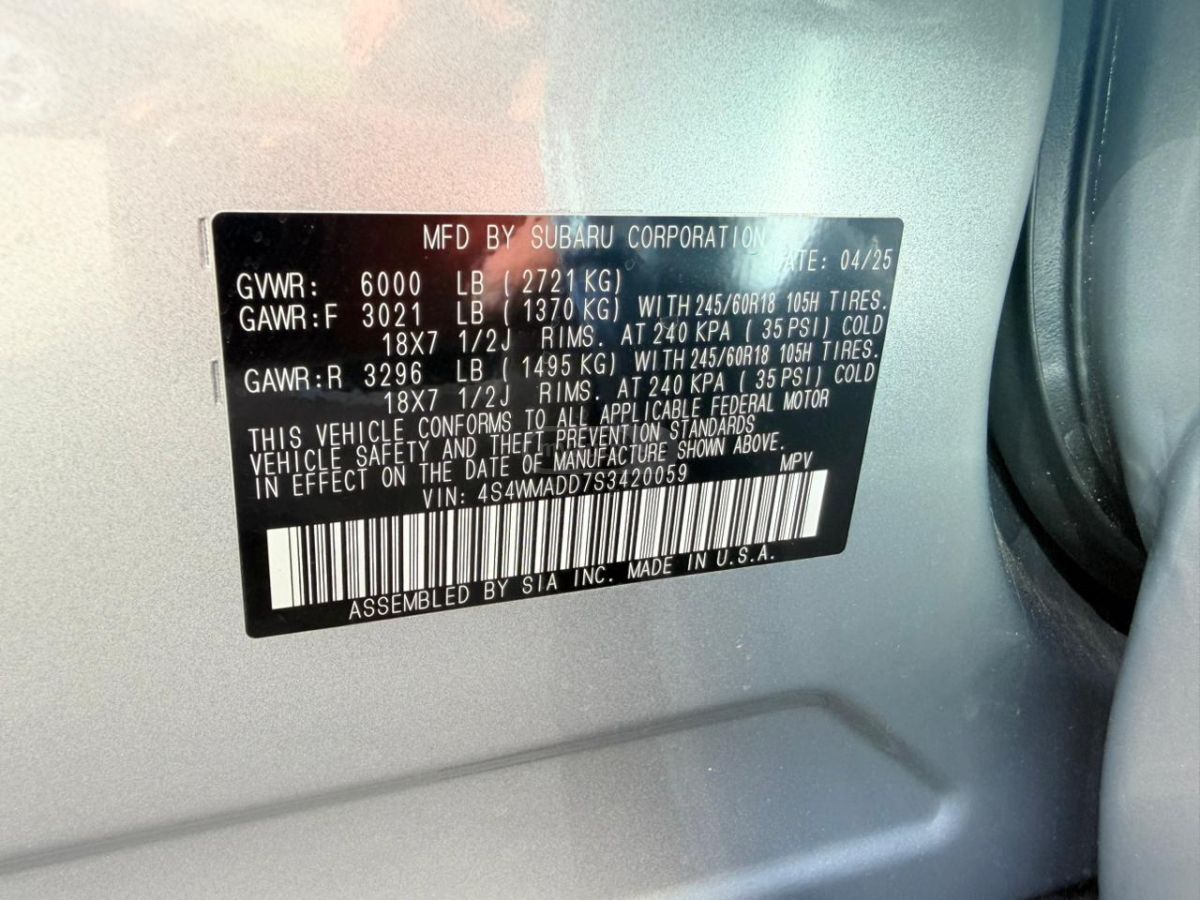 MFD BY SUBARU CORPORATION
DATE: 04/25
GVWR: 6000 LB ( 2721 KG)
GAWR:F 3021 LB ( 1370 KG) WITH 245/60R18 105H TIRES.
18X7 1/2J RIMS. AT 240 KPA ( 35 PSI) COLD
GAWR:R 3296 LB ( 1495 KG) WITH 245/60R18 105H TIRES.
18X7 1/2J RIMS. AT 240 KPA ( 35 PSI) COLD
THIS VEHICLE CONFORMS TO ALL APPLICABLE FEDERAL MOTOR
VEHICLE SAFETY AND THEFT PREVENTION STANDARDS
IN EFFECT ON THE DATE OF MANUFACTURE SHOWN ABOVE.
VIN: 4S4WMADD7S3420059 MPV
ASSEMBLED BY SIA INC. MADE IN U.S.A.